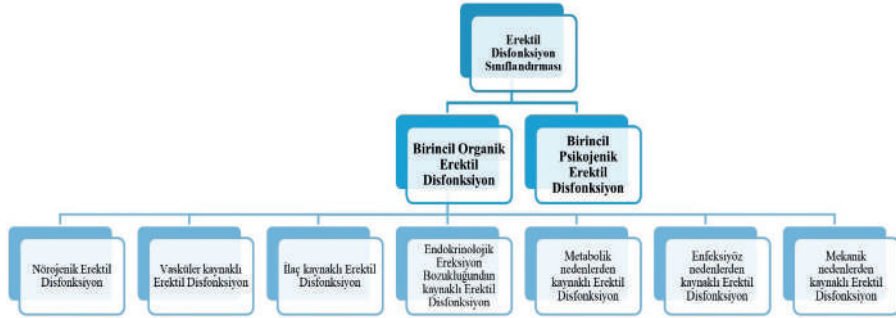 Erektil
Disfonksiyon
Sınıflandırması
Birincil Organik
Erektil
Disfonksiyon
Birincil
Psikojenik
Erektil
Disfonksiyon
Nörojenik Erektil
Disfonksiyon
Vasküler kaynaklı
Erektil Disfonksiyon
İlaç kaynaklı Erektil
Disfonksiyon
Endokrinolojik
Ereksiyon
Bozukluğundan
kaynaklı Erektil
Disfonksiyon
Metabolik
nedenlerden
kaynaklı Erektil
Disfonksiyon
Enfeksiyöz
nedenlerden
kaynaklı Erektil
Disfonksiyon
Mekanik
nedenlerden
kaynaklı Erektil
Disfonksiyon